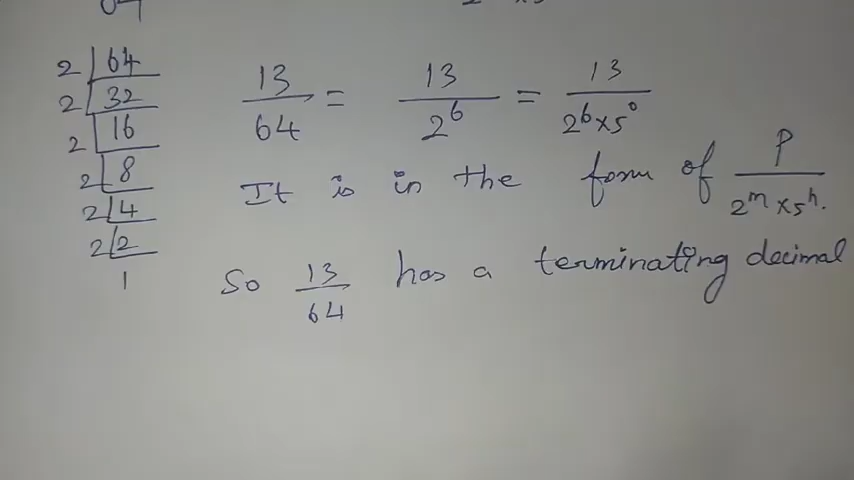 64
2 | 64
2 | 32
2 | 16
2 | 8
2 | 4
2 | 2
1
13/64 = 13/2^6 = 13/2^6×5^0
It is in the form of P/2^m×5^n.
So 13/64 has a terminating decimal